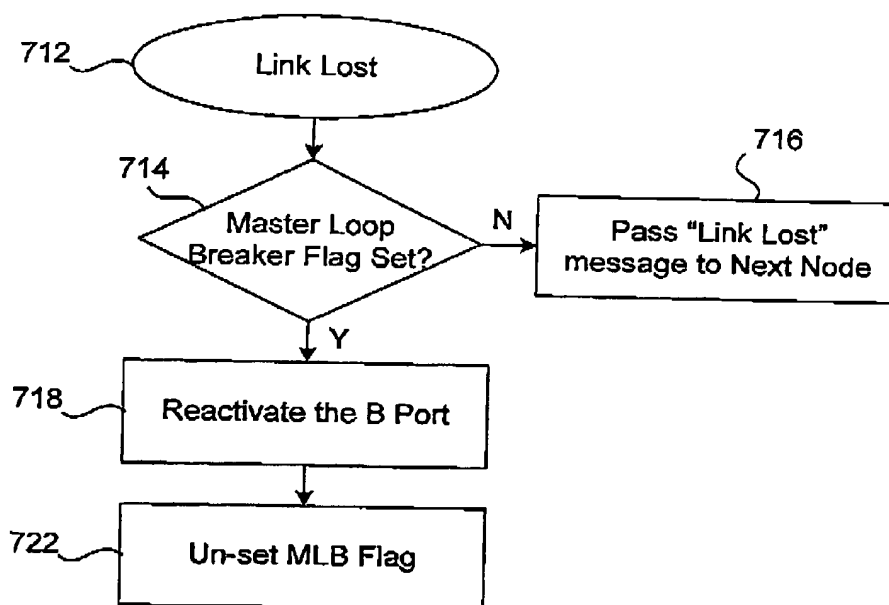 712
Link Lost
714
716
Master Loop
Breaker Flag Set?
N
Pass “Link Lost”
message to Next Node
Y
718
Reactivate the B Port
722
Un-set MLB Flag